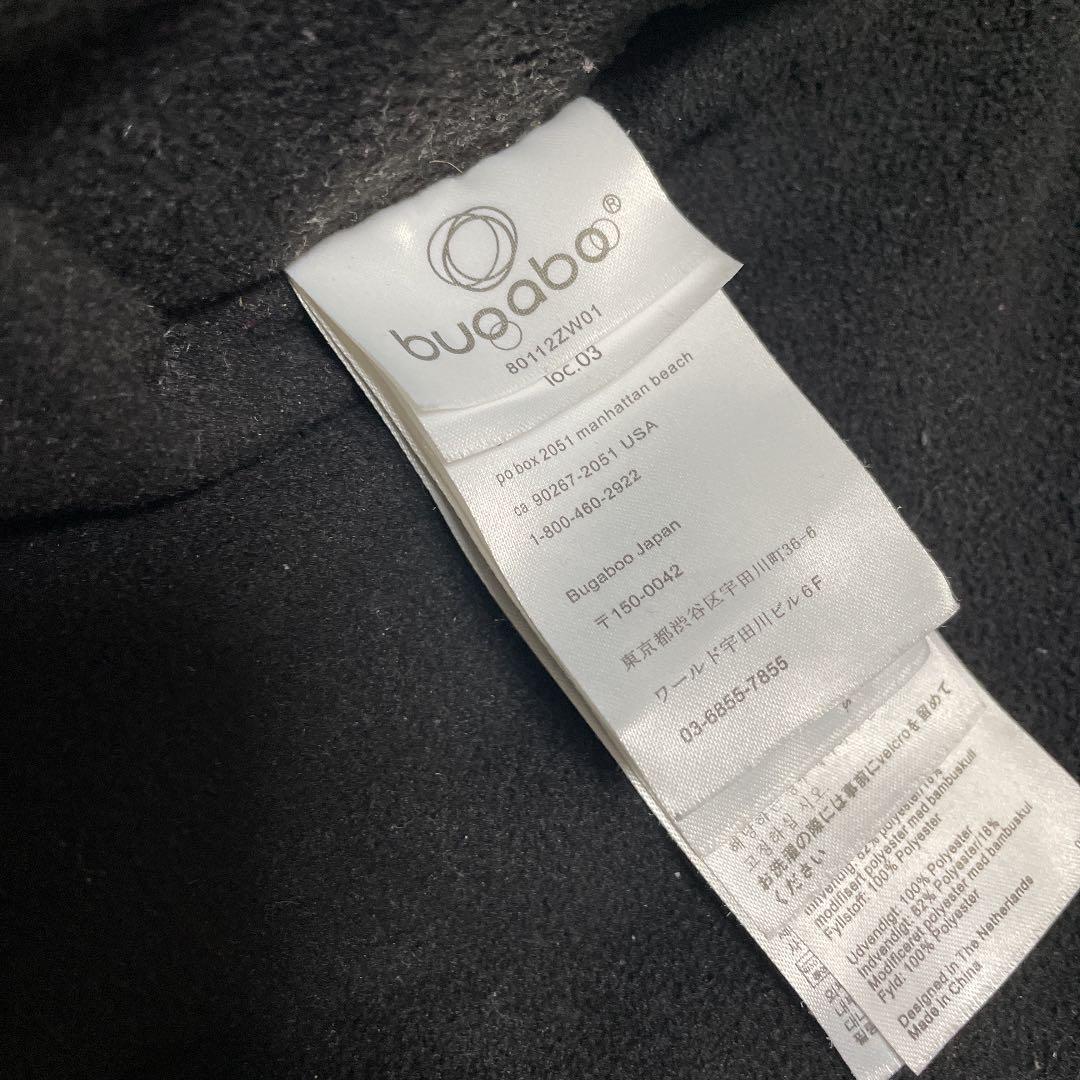 bugaboo®
80112ZW01
loc.03
po box 2051 manhattan beach
ca 90267-2051 USA
1-800-460-2922
Bugaboo Japan
〒150-0042
東京都渋谷区宇田川町36-6
ワールド宇田川ビル6F
03-6855-7855
お洗濯の際には事前にvelcroを留めて
ください
modifisert polyester med bambuskull
Fyllstoff: 100% Polyester
Udvendigt: 100% Polyester
Indvendigt: 82% Polyester/18%
Modificeret polyester med bambuskul
Fyld: 100% Polyester
Designed in The Netherlands
Made in China